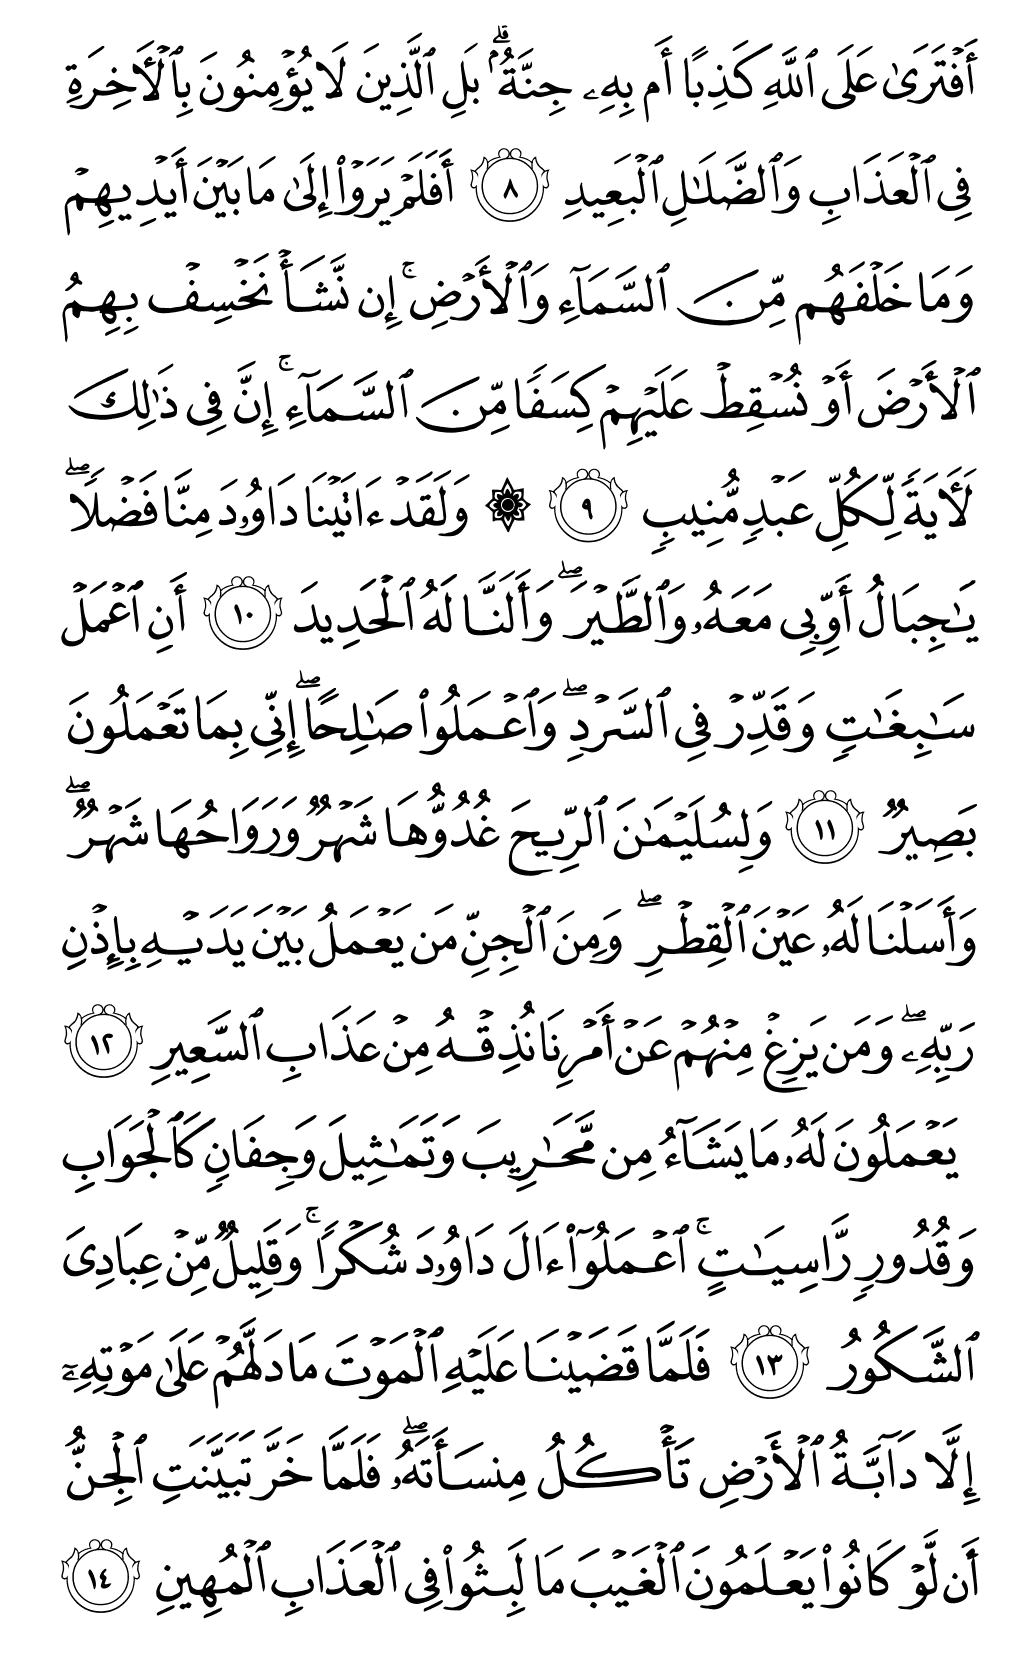 أَفْتَرَىٰ عَلَى ٱللَّهِ كَذِبًا أَم بِهِۦ جِنَّةُۢ ۗ بَلِ ٱلَّذِينَ لَا يُؤْمِنُونَ بِٱلْـَٔاخِرَةِ
فِى ٱلْعَذَابِ وَٱلضَّلَـٰلِ ٱلْبَعِيدِ ٨ أَفَلَمْ يَرَوْا۟ إِلَىٰ مَا بَيْنَ أَيْدِيهِمْ
وَمَا خَلْفَهُم مِّنَ ٱلسَّمَآءِ وَٱلْأَرْضِ ۚ إِن نَّشَأْ نَخْسِفْ بِهِمُ
ٱلْأَرْضَ أَوْ نُسْقِطْ عَلَيْهِمْ كِسَفًا مِّنَ ٱلسَّمَآءِ ۚ إِنَّ فِى ذَٰلِكَ
لَـَٔايَةً لِّكُلِّ عَبْدٍ مُّنِيبٍ ٩ ۞ وَلَقَدْ ءَاتَيْنَا دَاوُۥدَ مِنَّا فَضْلًا ۖ
يَـٰجِبَالُ أَوِّبِى مَعَهُۥ وَٱلطَّيْرَ ۖ وَأَلَنَّا لَهُ ٱلْحَدِيدَ ١٠ أَنِ ٱعْمَلْ
سَـٰبِغَـٰتٍ وَقَدِّرْ فِى ٱلسَّرْدِ ۖ وَٱعْمَلُوا۟ صَـٰلِحًا ۖ إِنِّى بِمَا تَعْمَلُونَ
بَصِيرٌ ١١ وَلِسُلَيْمَـٰنَ ٱلرِّيحَ غُدُوُّهَا شَهْرٌ وَرَوَاحُهَا شَهْرٌ ۖ
وَأَسَلْنَا لَهُۥ عَيْنَ ٱلْقِطْرِ ۖ وَمِنَ ٱلْجِنِّ مَن يَعْمَلُ بَيْنَ يَدَيْهِ بِإِذْنِ
رَبِّهِۦ ۖ وَمَن يَزِغْ مِنْهُمْ عَنْ أَمْرِنَا نُذِقْهُ مِنْ عَذَابِ ٱلسَّعِيرِ ١٢
يَعْمَلُونَ لَهُۥ مَا يَشَآءُ مِن مَّحَـٰرِيبَ وَتَمَـٰثِيلَ وَجِفَانٍ كَٱلْجَوَابِ
وَقُدُورٍ رَّاسِيَـٰتٍ ۚ ٱعْمَلُوٓا۟ ءَالَ دَاوُۥدَ شُكْرًا ۚ وَقَلِيلٌ مِّنْ عِبَادِىَ
ٱلشَّكُورُ ١٣ فَلَمَّا قَضَيْنَا عَلَيْهِ ٱلْمَوْتَ مَا دَلَّهُمْ عَلَىٰ مَوْتِهِۦٓ
إِلَّا دَآبَّةُ ٱلْأَرْضِ تَأْكُلُ مِنسَأَتَهُۥ ۖ فَلَمَّا خَرَّ تَبَيَّنَتِ ٱلْجِنُّ
أَن لَّوْ كَانُوا۟ يَعْلَمُونَ ٱلْغَيْبَ مَا لَبِثُوا۟ فِى ٱلْعَذَابِ ٱلْمُهِينِ ١٤